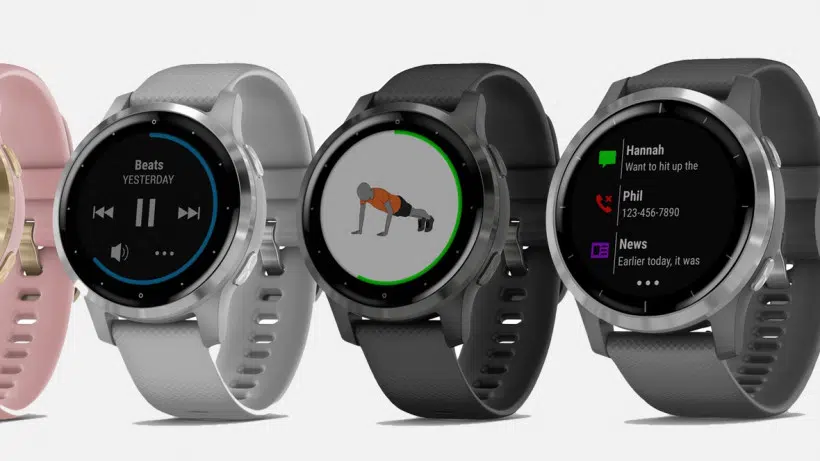 Beats
YESTERDAY
Hannah
Want to hit up the
Phil
123-456-7890
News
Earlier today, it was